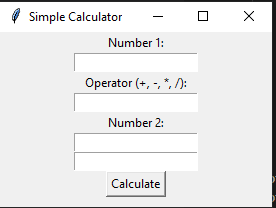 Simple Calculator
Number 1:
Operator (+, -, *, /):
Number 2:
Calculate